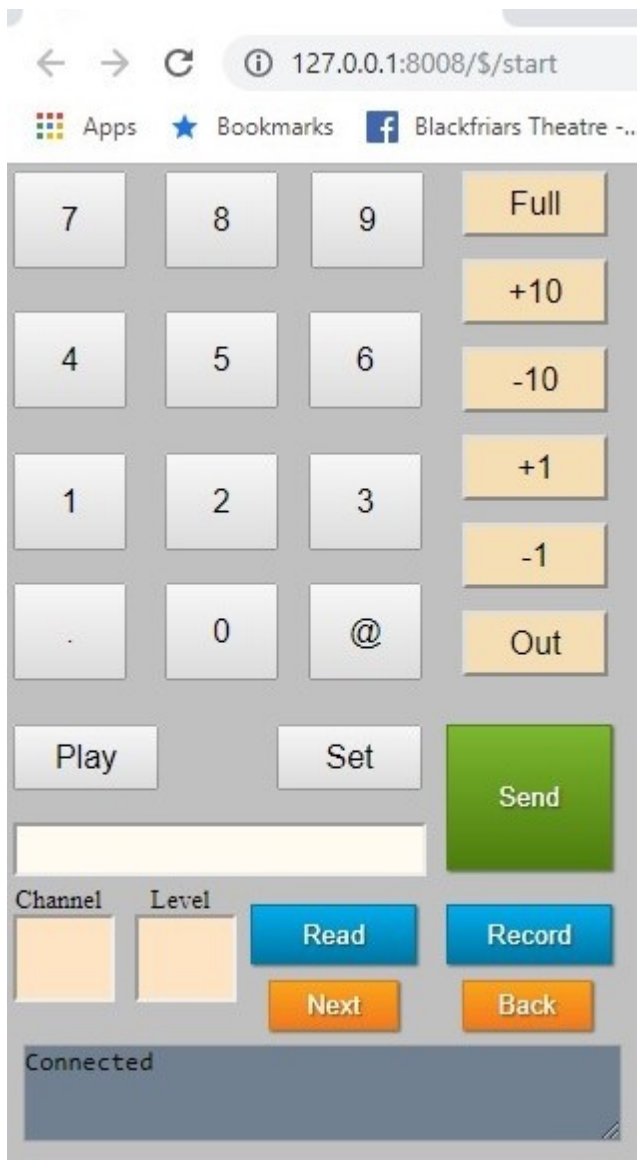 127.0.0.1:8008/$/start
Apps Bookmarks Blackfriars Theatre -...
7 8 9 Full
+10
4 5 6 -10
+1
1 2 3
-1
. 0 @ Out
Play Set
Send
Channel Level
Read Record
Next Back
Connected